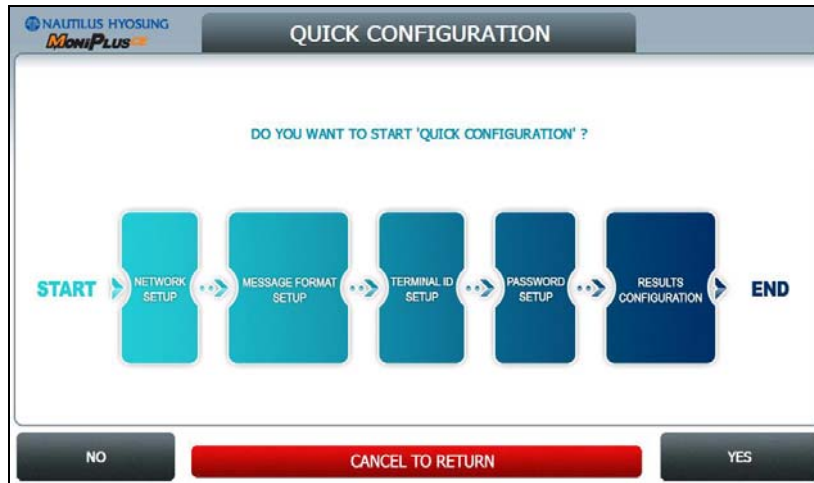 NAUTILUS HYOSUNG
MONIPLUSCE
QUICK CONFIGURATION
DO YOU WANT TO START 'QUICK CONFIGURATION' ?
START
NETWORK
SETUP
MESSAGE FORMAT
SETUP
TERMINAL ID
SETUP
PASSWORD
SETUP
RESULTS
CONFIGURATION
END
NO
CANCEL TO RETURN
YES